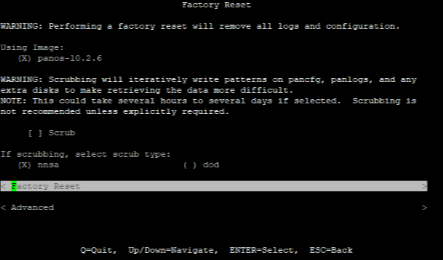 Factory Reset
WARNING: Performing a factory reset will remove all logs and configuration.
Using Image:
(X) panos-10.2.6
WARNING: Scrubbing will iteratively write patterns on pancfg, panlogs, and any
extra disks to make retrieving the data more difficult.
NOTE: This could take several hours to several days if selected. Scrubbing is
not recommended unless explicitly required.
[ ] Scrub
If scrubbing, select scrub type:
(X) nnsa ( ) dod
< Factory Reset >
< Advanced >
Q=Quit, Up/Down=Navigate, ENTER=Select, ESC=Back